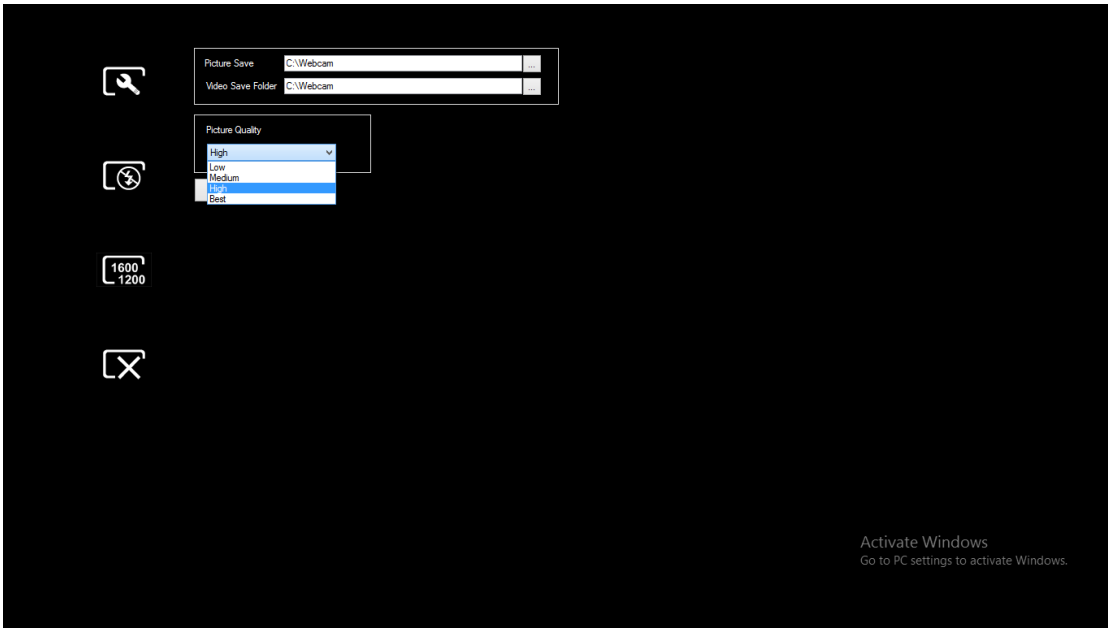 Picture Save C:\Webcam ...
Video Save Folder C:\Webcam ...
Picture Quality
High
Low
Medium
High
Best
1600
1200
Activate Windows
Go to PC settings to activate Windows.